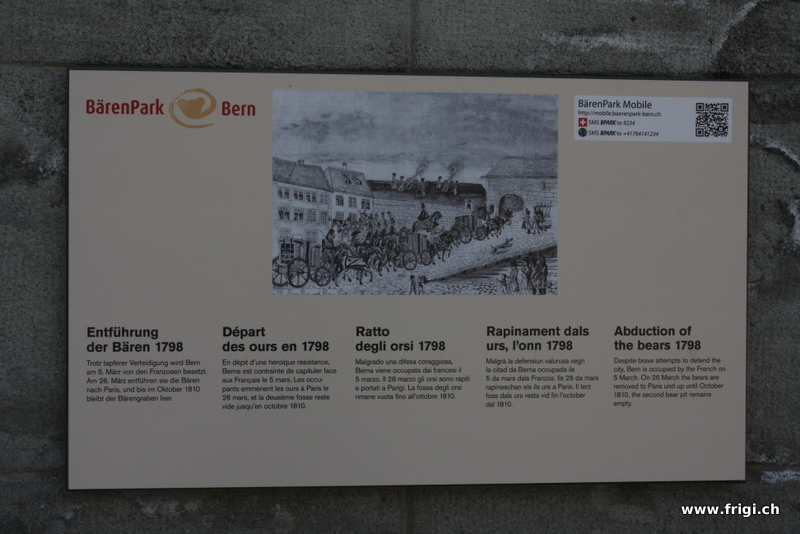 BärenPark Bern
BärenPark Mobile
http://mobile.baerenpark-bern.ch
SMS BPARK to 9234
SMS BPARK to +41784141234
Entführung
der Bären 1798
Trotz tapferer Verteidigung wird Bern
am 5. März von den Franzosen besetzt.
Am 26. März entführen sie die Bären
nach Paris, und bis im Oktober 1810
bleibt der Bärengraben leer.
Départ
des ours en 1798
En dépit d'une héroïque résistance,
Berne est contrainte de capituler face
aux Français le 5 mars. Les occu-
pants emmènent les ours à Paris le
26 mars, et la deuxième fosse reste
vide jusqu'en octobre 1810.
Ratto
degli orsi 1798
Malgrado una difesa coraggiosa,
Berna viene occupata dai francesi il
5 marzo. Il 26 marzo gli orsi sono rapiti
e portati a Parigi. La fossa degli orsi
rimane vuota fino all'ottobre 1810.
Rapinament dals
urs, l'onn 1798
Malgrà la defensiun valurusa vegn
la citad da Berna occupada ils
5 da mars dals Franzos. Ils 26 da mars
rapineschan els ils urs a Paris. Il terz
foss dals urs resta vid fin l'october
dal 1810.
Abduction of
the bears 1798
Despite brave attempts to defend the
city, Bern is occupied by the French on
5 March. On 26 March the bears are
removed to Paris and up until October
1810, the second bear pit remains
empty.
www.frigi.ch